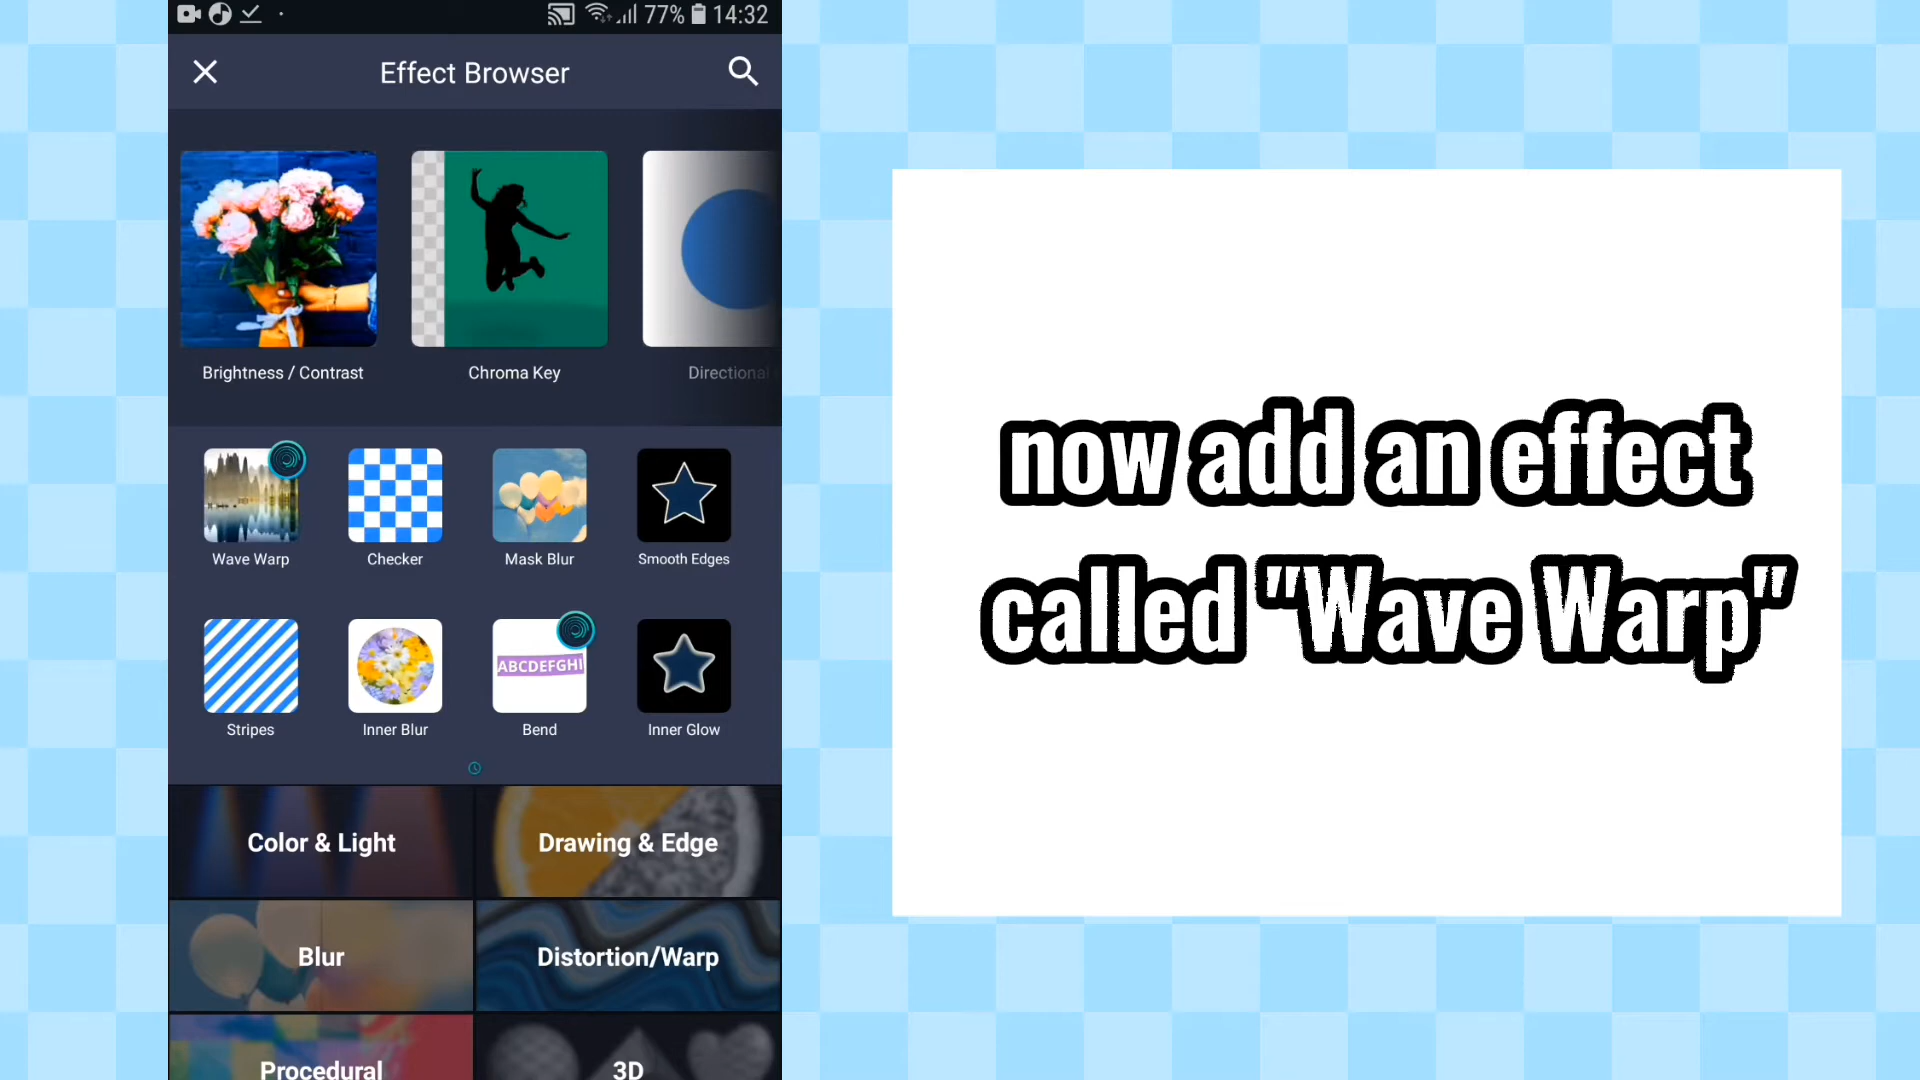 77% 14:32
Effect Browser
Brightness / Contrast
Chroma Key
Directional
Wave Warp
Checker
Mask Blur
Smooth Edges
ABCDEFGHI
Stripes
Inner Blur
Bend
Inner Glow
Color & Light
Drawing & Edge
Blur
Distortion/Warp
Procedural
3D
now add an effect
called "Wave Warp"